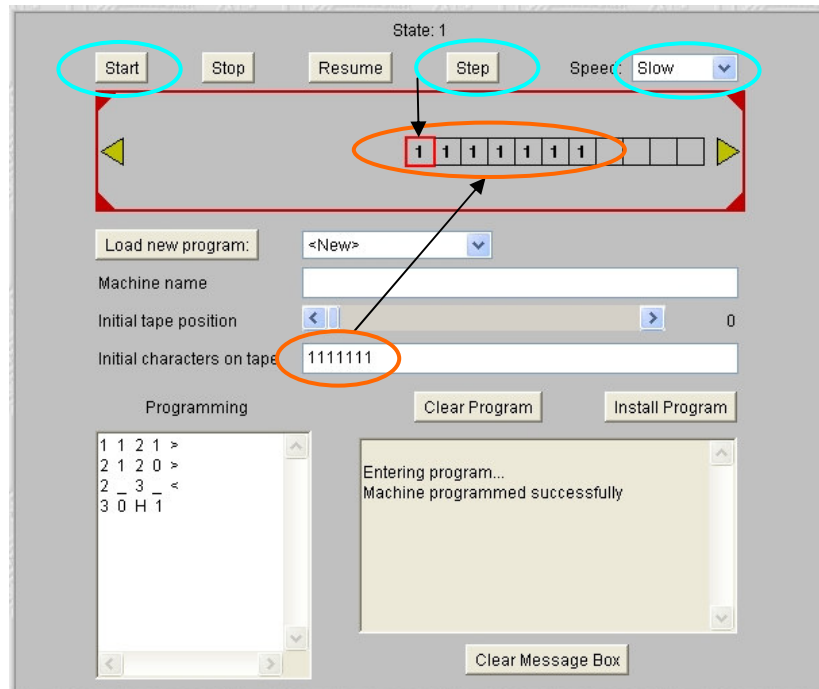 State: 1
Start Stop Resume Step Speed: Slow
1 1 1 1 1 1 1
Load new program: <New>
Machine name
Initial tape position 0
Initial characters on tape 1111111
Programming Clear Program Install Program
1 1 2 1 >
2 1 2 0 >
2 _ 3 _ <
3 0 H 1
Entering program...
Machine programmed successfully
Clear Message Box